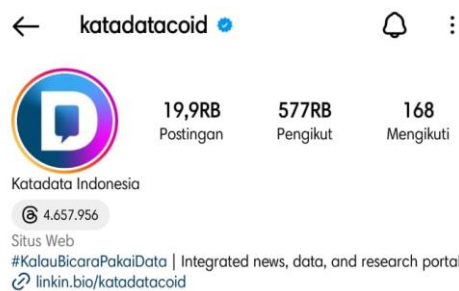 katadatacoid
19,9RB 577RB 168
Postingan Pengikut Mengikuti
Katadata Indonesia
4.657.956
Situs Web
#KalauBicaraPakaiData | Integrated news, data, and research portal
linkin.bio/katadatacoid